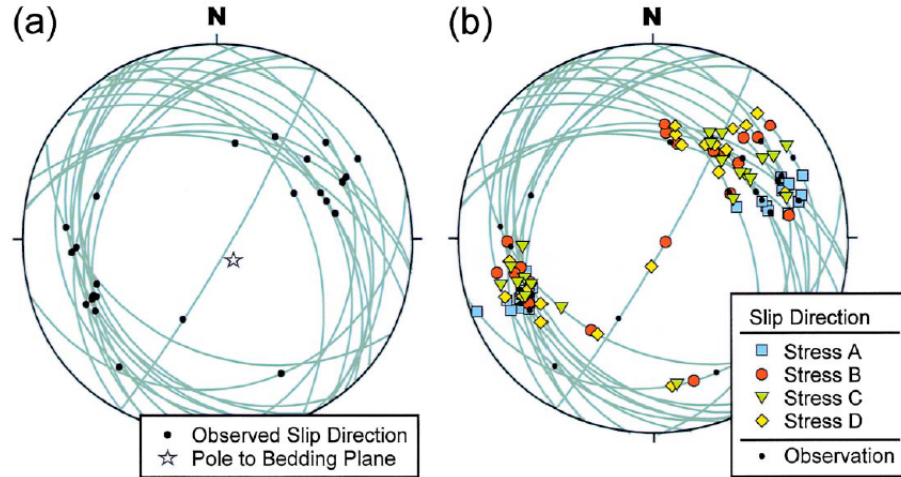 (a)
N
Observed Slip Direction
Pole to Bedding Plane
(b)
N
Slip Direction
Stress A
Stress B
Stress C
Stress D
Observation